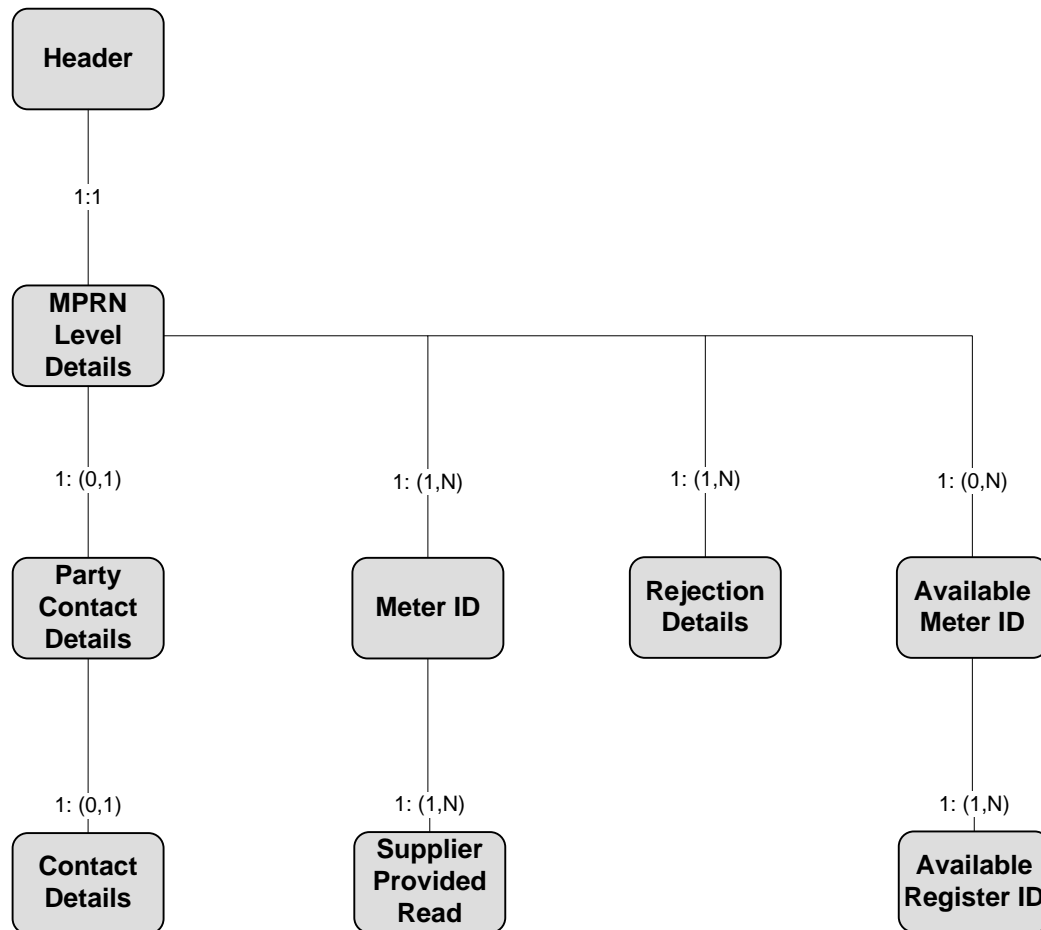 Header
1:1
MPRN
Level
Details
1: (0,1)
1: (1,N)
1: (1,N)
1: (0,N)
Party
Contact
Details
Meter ID
Rejection
Details
Available
Meter ID
1: (0,1)
1: (1,N)
1: (1,N)
Contact
Details
Supplier
Provided
Read
Available
Register ID